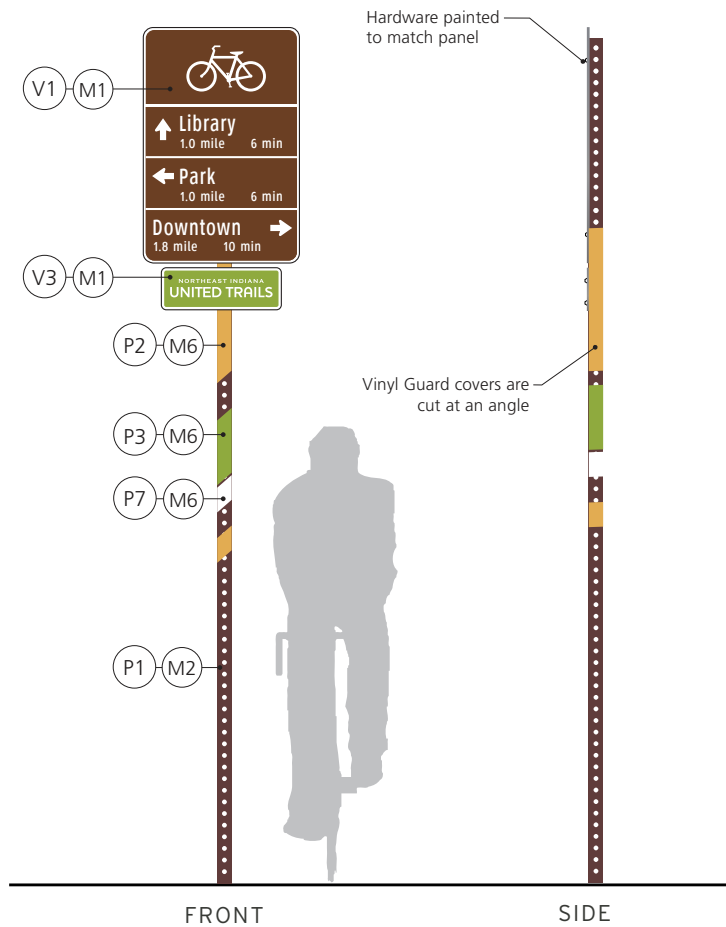 Hardware painted
to match panel
V1 M1
Library
1.0 mile 6 min
Park
1.0 mile 6 min
Downtown
1.8 mile 10 min
V3 M1
NORTHEAST INDIANA
UNITED TRAILS
P2 M6
Vinyl Guard covers are
cut at an angle
P3 M6
P7 M6
P1 M2
FRONT
SIDE